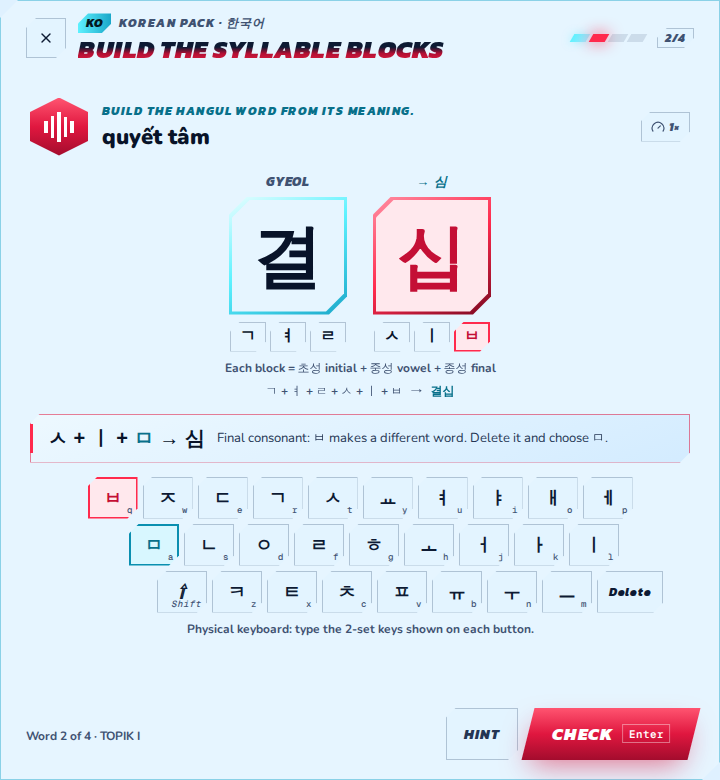 KO KOREAN PACK · 한국어
BUILD THE SYLLABLE BLOCKS
2/4
BUILD THE HANGUL WORD FROM ITS MEANING.
quyết tâm
1×
GYEOL → 심
결 십
ㄱ ㅕ ㄹ ㅅ ㅣ ㅂ
Each block = 초성 initial + 중성 vowel + 종성 final
ㄱ + ㅕ + ㄹ + ㅅ + ㅣ + ㅂ → 결십
ㅅ + ㅣ + ㅁ → 심 Final consonant: ㅂ makes a different word. Delete it and choose ㅁ.
ㅂ q ㅈ w ㄷ e ㄱ r ㅅ t ㅛ y ㅕ u ㅑ i ㅐ o ㅔ p
ㅁ a ㄴ s ㅇ d ㄹ f ㅎ g ㅗ h ㅓ j ㅏ k ㅣ l
⇧ Shift ㅋ z ㅌ x ㅊ c ㅍ v ㅠ b ㅜ n ㅡ m Delete
Physical keyboard: type the 2-set keys shown on each button.
Word 2 of 4 · TOPIK I
HINT
CHECK Enter